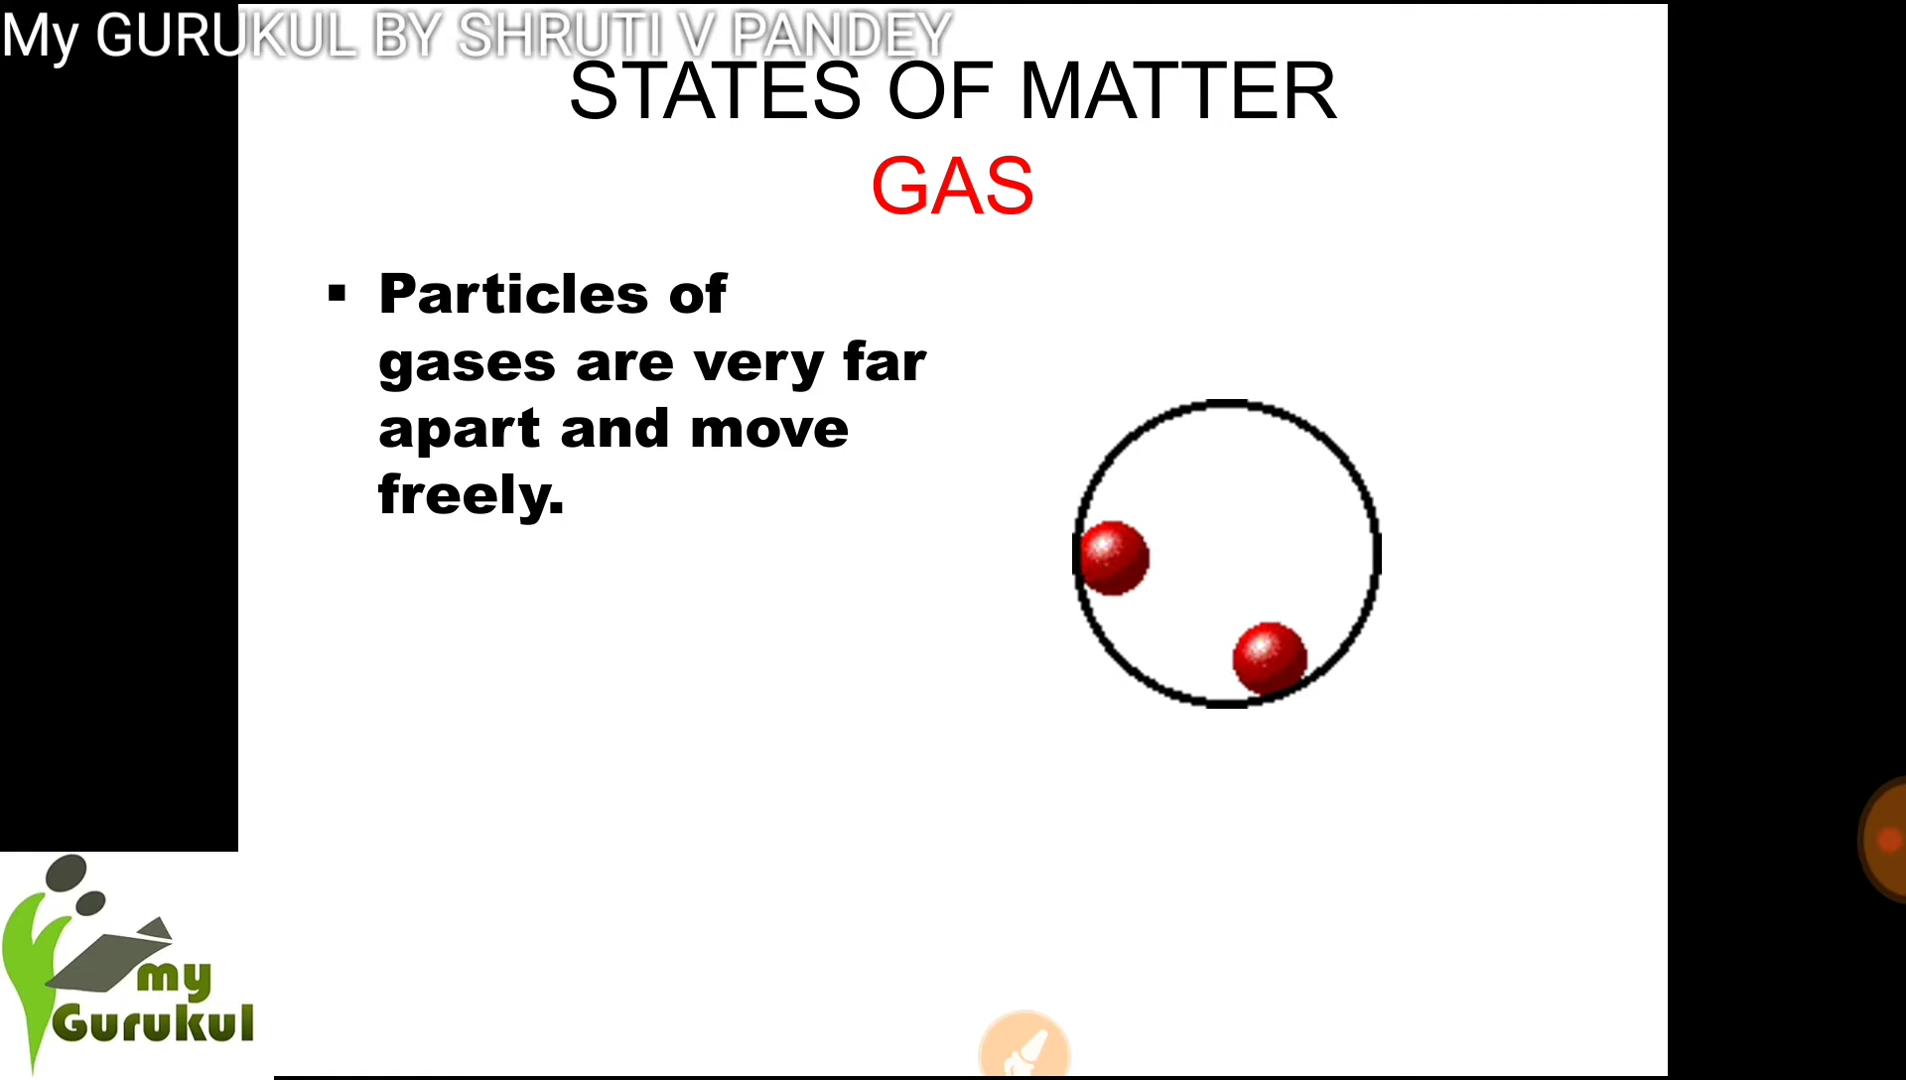 My GURUKUL BY SHRUTI V PANDEY
STATES OF MATTER
GAS
▪ Particles of
gases are very far
apart and move
freely.
my
Gurukul